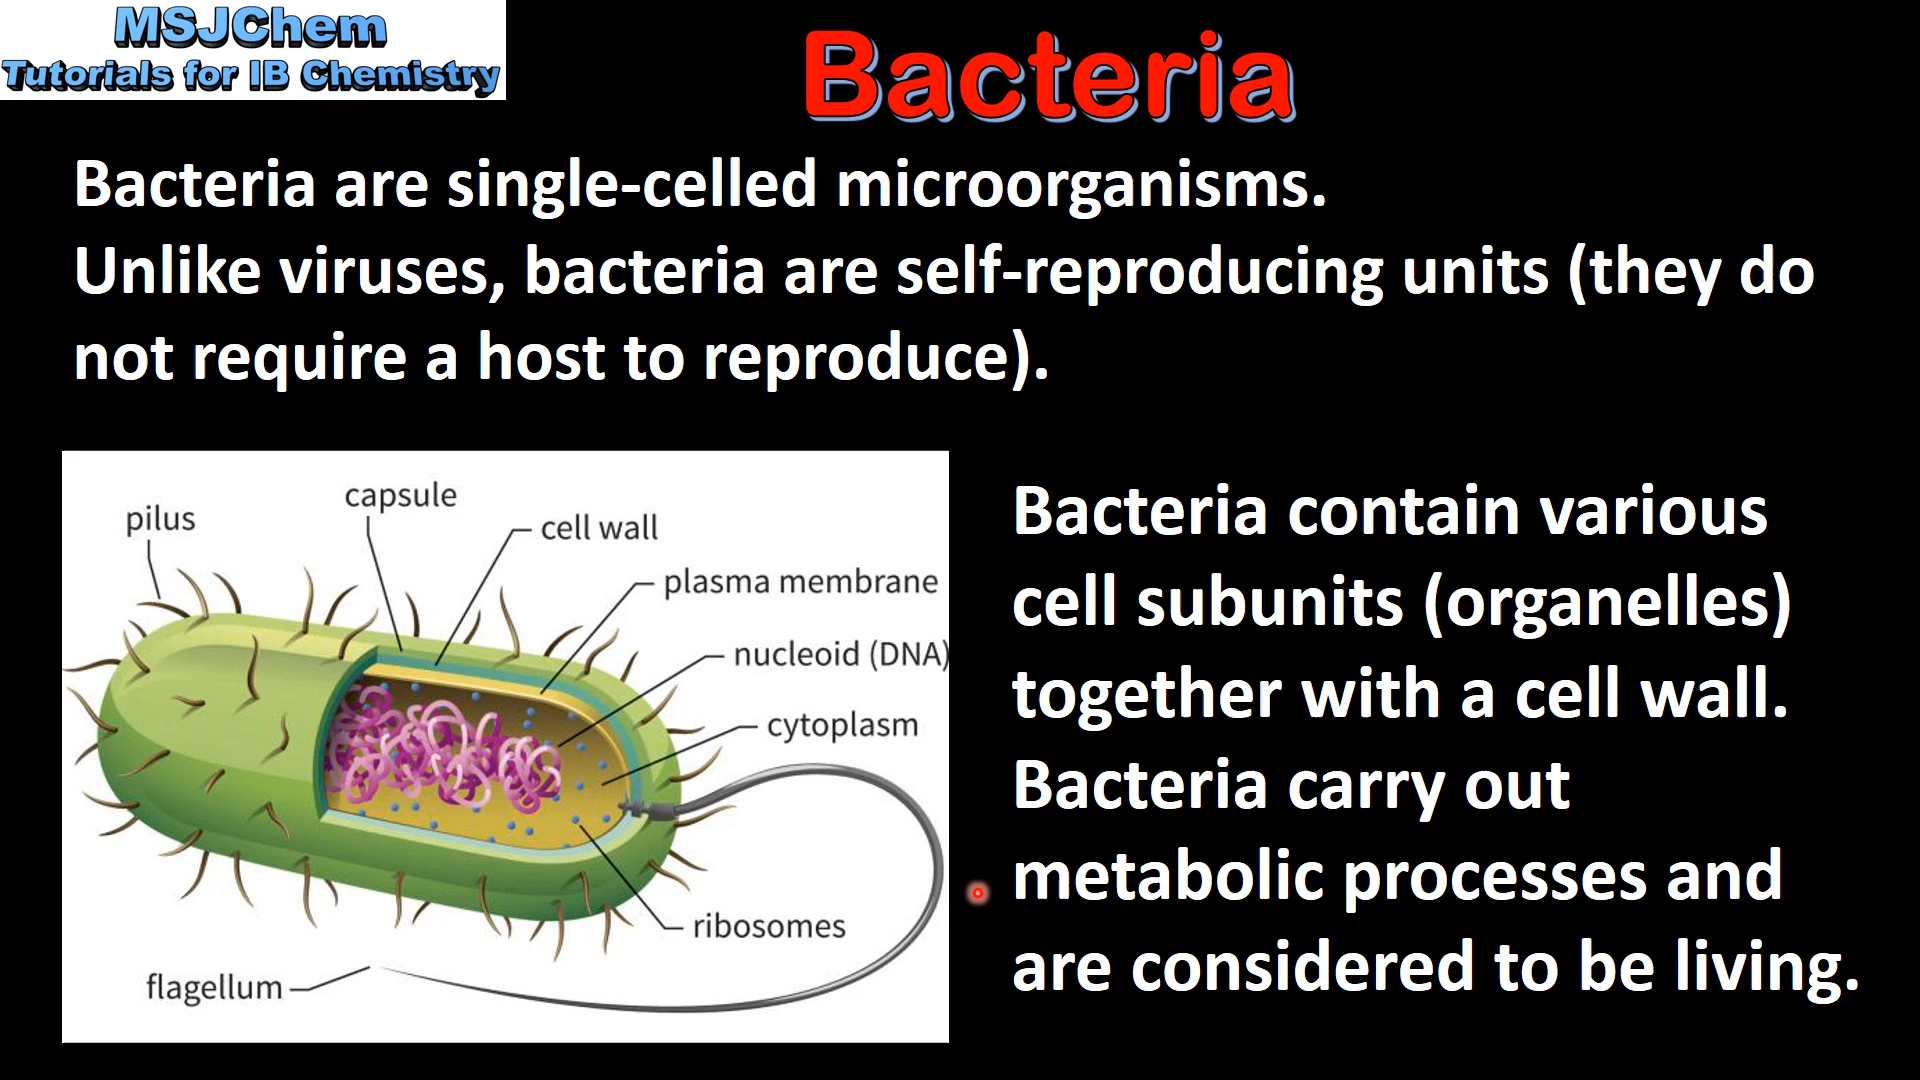 MSJChem
Tutorials for IB Chemistry
Bacteria
Bacteria are single-celled microorganisms.
Unlike viruses, bacteria are self-reproducing units (they do
not require a host to reproduce).
pilus
capsule
cell wall
plasma membrane
nucleoid (DNA)
cytoplasm
ribosomes
flagellum
Bacteria contain various
cell subunits (organelles)
together with a cell wall.
Bacteria carry out
metabolic processes and
are considered to be living.